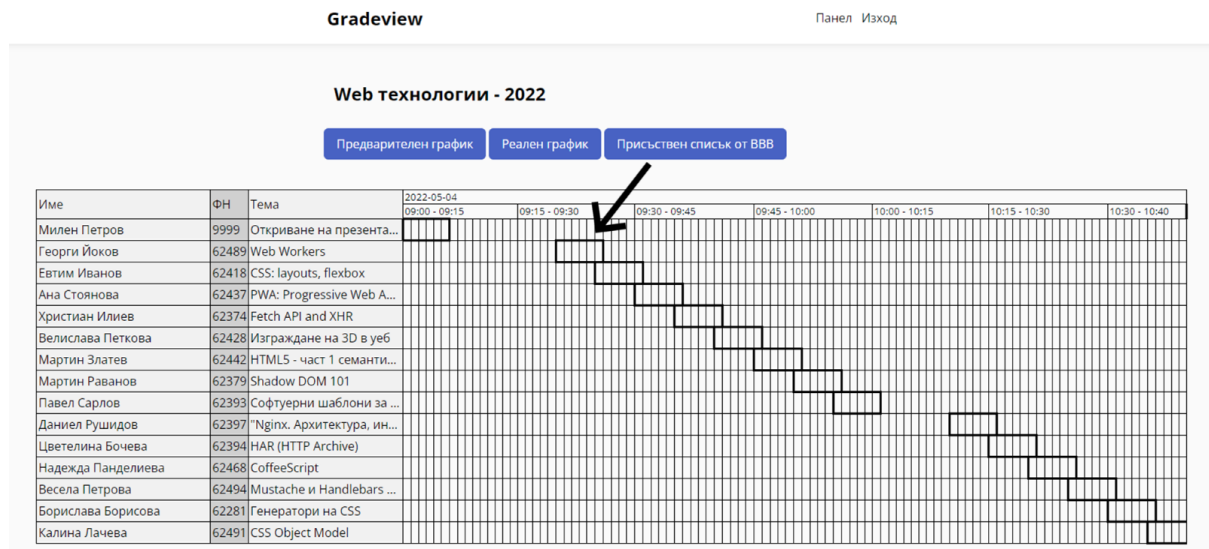 Gradeview
Панел Изход
Web технологии - 2022
Предварителен график Реален график Присъствен списък от BBB
Име ФН Тема 2022-05-04
09:00 - 09:15 09:15 - 09:30 09:30 - 09:45 09:45 - 10:00 10:00 - 10:15 10:15 - 10:30 10:30 - 10:40
Милен Петров 9999 Откриване на презента...
Георги Йоков 62489 Web Workers
Евтим Иванов 62418 CSS: layouts, flexbox
Ана Стоянова 62437 PWA: Progressive Web A...
Христиан Илиев 62374 Fetch API and XHR
Велислава Петкова 62428 Изграждане на 3D в уеб
Мартин Златев 62442 HTML5 - част 1 семанти...
Мартин Раванов 62379 Shadow DOM 101
Павел Сарлов 62393 Софтуерни шаблони за ...
Даниел Рушидов 62397 "Nginx. Архитектура, ин...
Цветелина Бочева 62394 HAR (HTTP Archive)
Надежда Панделиева 62468 CoffeeScript
Весела Петрова 62494 Mustache и Handlebars ...
Борислава Борисова 62281 Генератори на CSS
Калина Лачева 62491 CSS Object Model